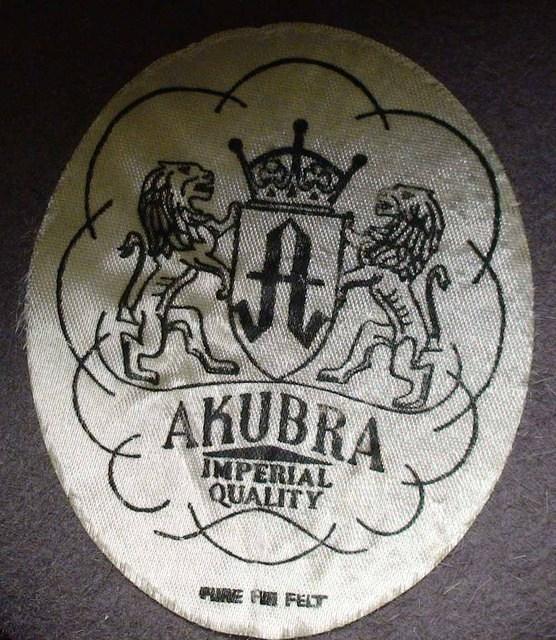 A
AKUBRA
IMPERIAL
QUALITY
PURE FUR FELT